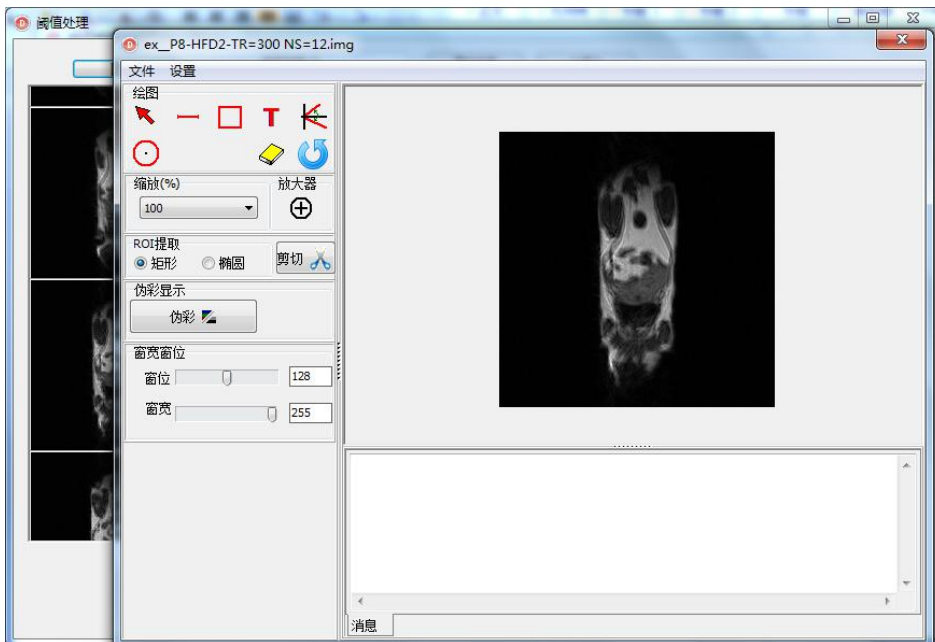 阈值处理
ex__P8-HFD2-TR=300 NS=12.img
文件 设置
绘图
T
缩放(%)
放大器
100
ROI提取
矩形 椭圆 剪切
伪彩显示
伪彩
窗宽窗位
窗位 128
窗宽 255
消息